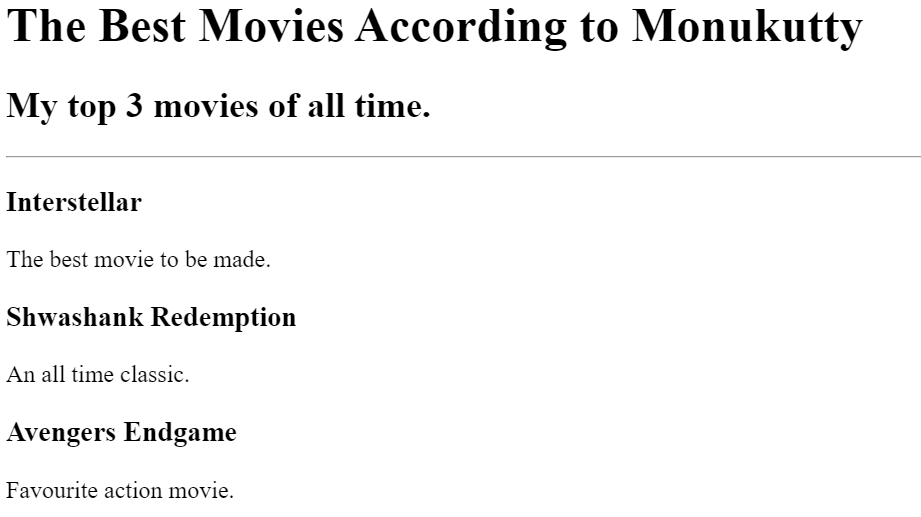 The Best Movies According to Monukutty
My top 3 movies of all time.
Interstellar
The best movie to be made.
Shwashank Redemption
An all time classic.
Avengers Endgame
Favourite action movie.